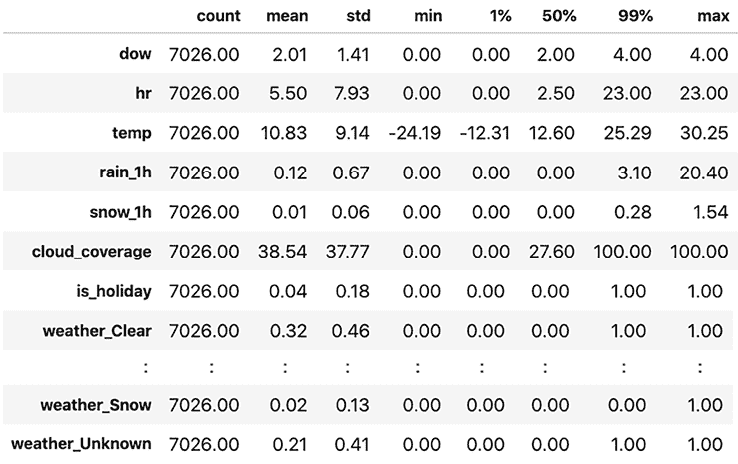 count mean std min 1% 50% 99% max
dow 7026.00 2.01 1.41 0.00 0.00 2.00 4.00 4.00
hr 7026.00 5.50 7.93 0.00 0.00 2.50 23.00 23.00
temp 7026.00 10.83 9.14 -24.19 -12.31 12.60 25.29 30.25
rain_1h 7026.00 0.12 0.67 0.00 0.00 0.00 3.10 20.40
snow_1h 7026.00 0.01 0.06 0.00 0.00 0.00 0.28 1.54
cloud_coverage 7026.00 38.54 37.77 0.00 0.00 27.60 100.00 100.00
is_holiday 7026.00 0.04 0.18 0.00 0.00 0.00 1.00 1.00
weather_Clear 7026.00 0.32 0.46 0.00 0.00 0.00 1.00 1.00
: : : : : : : : :
weather_Snow 7026.00 0.02 0.13 0.00 0.00 0.00 0.00 1.00
weather_Unknown 7026.00 0.21 0.41 0.00 0.00 0.00 1.00 1.00